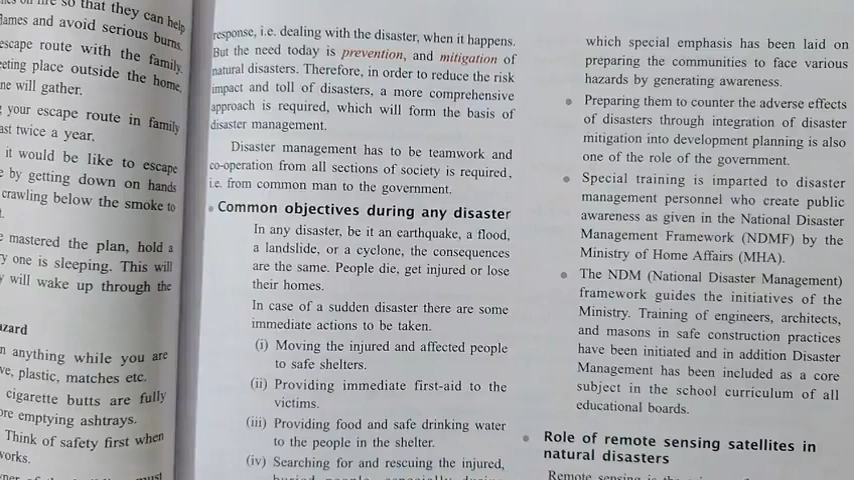 so that they can help
flames and avoid serious burns.
escape route with the family.
place outside the home,
will gather.
your escape route in family
twice a year.
it would be like to escape
by getting down on hands
crawling below the smoke to
mastered the plan, hold a
one is sleeping. This will
will wake up through the
anything while you are
plastic, matches etc.
cigarette butts are fully
emptying ashtrays.
Think of safety first when
must
response, i.e. dealing with the disaster, when it happens.
But the need today is prevention, and mitigation of
natural disasters. Therefore, in order to reduce the risk
impact and toll of disasters, a more comprehensive
approach is required, which will form the basis of
disaster management.
Disaster management has to be teamwork and
co-operation from all sections of society is required,
i.e. from common man to the government.
• Common objectives during any disaster
In any disaster, be it an earthquake, a flood,
a landslide, or a cyclone, the consequences
are the same. People die, get injured or lose
their homes.
In case of a sudden disaster there are some
immediate actions to be taken.
(i) Moving the injured and affected people
to safe shelters.
(ii) Providing immediate first-aid to the
victims.
(iii) Providing food and safe drinking water
to the people in the shelter.
(iv) Searching for and rescuing the injured,
which special emphasis has been laid on
preparing the communities to face various
hazards by generating awareness.
• Preparing them to counter the adverse effects
of disasters through integration of disaster
mitigation into development planning is also
one of the role of the government.
• Special training is imparted to disaster
management personnel who create public
awareness as given in the National Disaster
Management Framework (NDMF) by the
Ministry of Home Affairs (MHA).
• The NDM (National Disaster Management)
framework guides the initiatives of the
Ministry. Training of engineers, architects,
and masons in safe construction practices
have been initiated and in addition Disaster
Management has been included as a core
subject in the school curriculum of all
educational boards.
• Role of remote sensing satellites in
natural disasters
Remote sensing is the